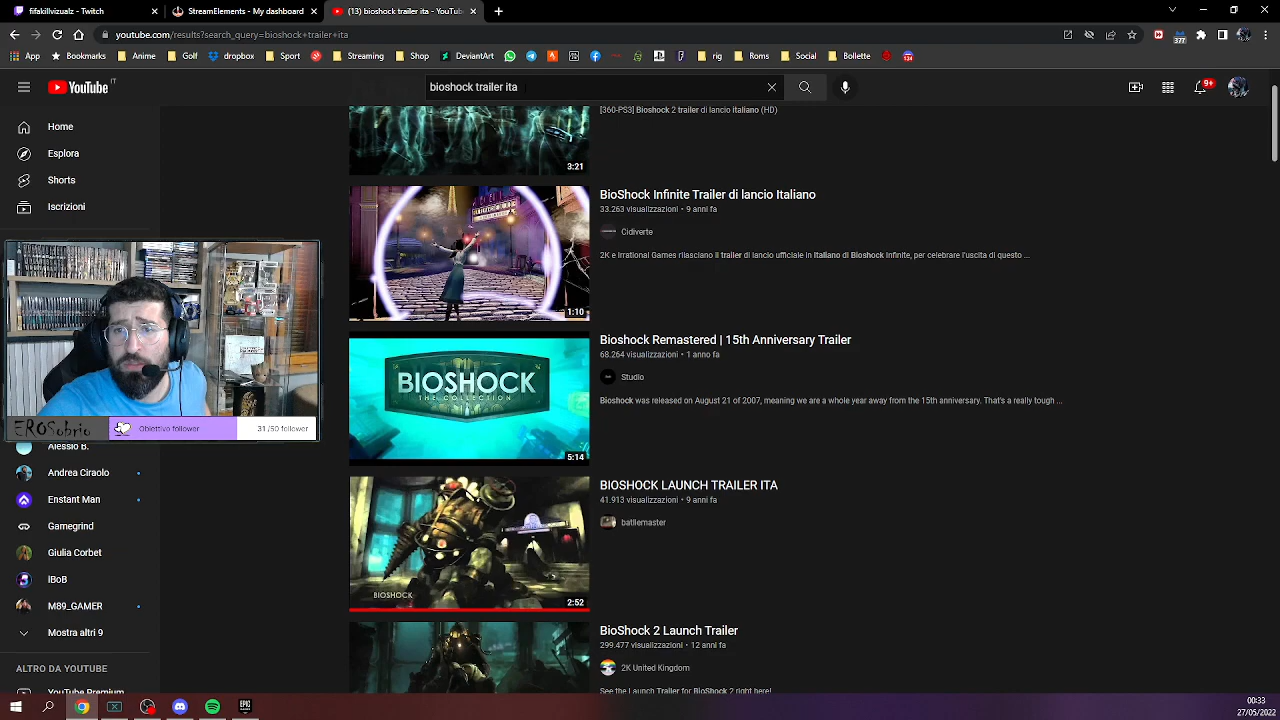 fifakillvizualz - Twitch
StreamElements - My dashboard
(13) bioshock trailer ita - YouTube
youtube.com/results?search_query=bioshock+trailer+ita
App
Anime
dropbox
Sport
Streaming
Shop
DeviantArt
rig
Roms
Social
Bollette
YouTube IT
bioshock trailer ita
9+
Home
Esplora
Shorts
Iscrizioni
[360-PS3] Bioshock 2 trailer di lancio Italiano (HD)
3:21
BioShock Infinite Trailer di lancio Italiano
33.263 visualizzazioni • 9 anni fa
Cidiverte
2K e Irrational Games rilasciano il trailer di lancio ufficiale in Italiano di BIoshock Infinite, per celebrare l'uscita di questo ...
1:10
Bioshock Remastered | 15th Anniversary Trailer
68.264 visualizzazioni • 1 anno fa
Studio
Bioshock was released on August 21 of 2007, meaning we are a whole year away from the 15th anniversary. That's a really tough ...
BIOSHOCK
THE COLLECTION
5:14
Obiettivo follower
31 /50 follower
Alessio B.
Andrea Ciraolo
Enstant Man
Gamegrind
Giulia Corbet
IBOB
M89_GAMER
Mostra altri 9
ALTRO DA YOUTUBE
YouTube Premium
BIOSHOCK LAUNCH TRAILER ITA
41.913 visualizzazioni • 9 anni fa
batllemaster
BIOSHOCK
2:52
BioShock 2 Launch Trailer
299.477 visualizzazioni • 12 anni fa
2K United Kingdom
See the Launch Trailer for BioShock 2 right here!
00:33
27/05/2022